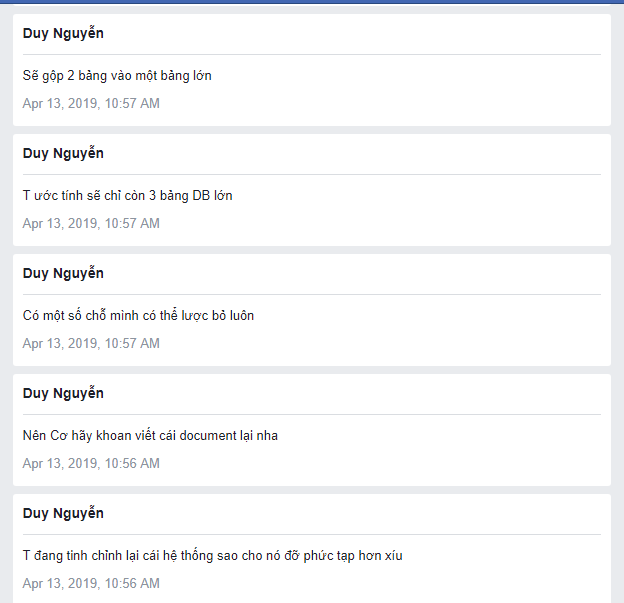 Duy Nguyễn
Sẽ gộp 2 bảng vào một bảng lớn
Apr 13, 2019, 10:57 AM
Duy Nguyễn
T ước tính sẽ chỉ còn 3 bảng DB lớn
Apr 13, 2019, 10:57 AM
Duy Nguyễn
Có một số chỗ mình có thể lược bỏ luôn
Apr 13, 2019, 10:57 AM
Duy Nguyễn
Nên Cơ hãy khoan viết cái document lại nha
Apr 13, 2019, 10:56 AM
Duy Nguyễn
T đang tinh chỉnh lại cái hệ thống sao cho nó đỡ phức tạp hơn xíu
Apr 13, 2019, 10:56 AM